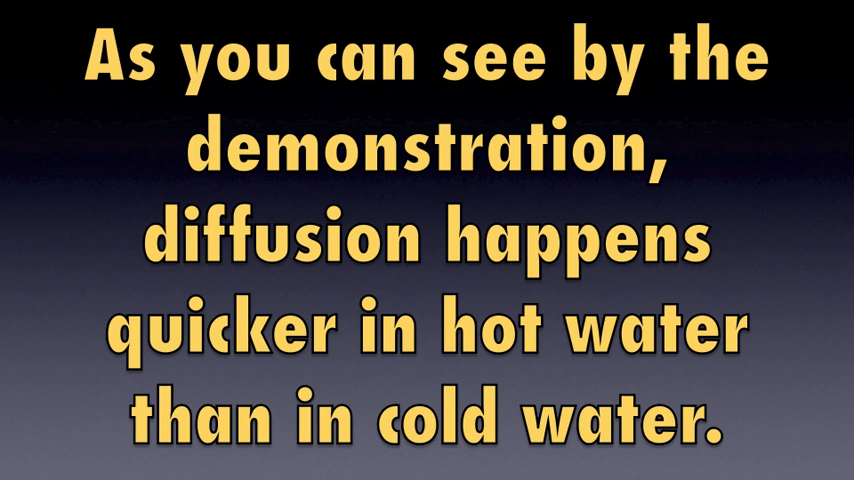 As you can see by the
demonstration,
diffusion happens
quicker in hot water
than in cold water.